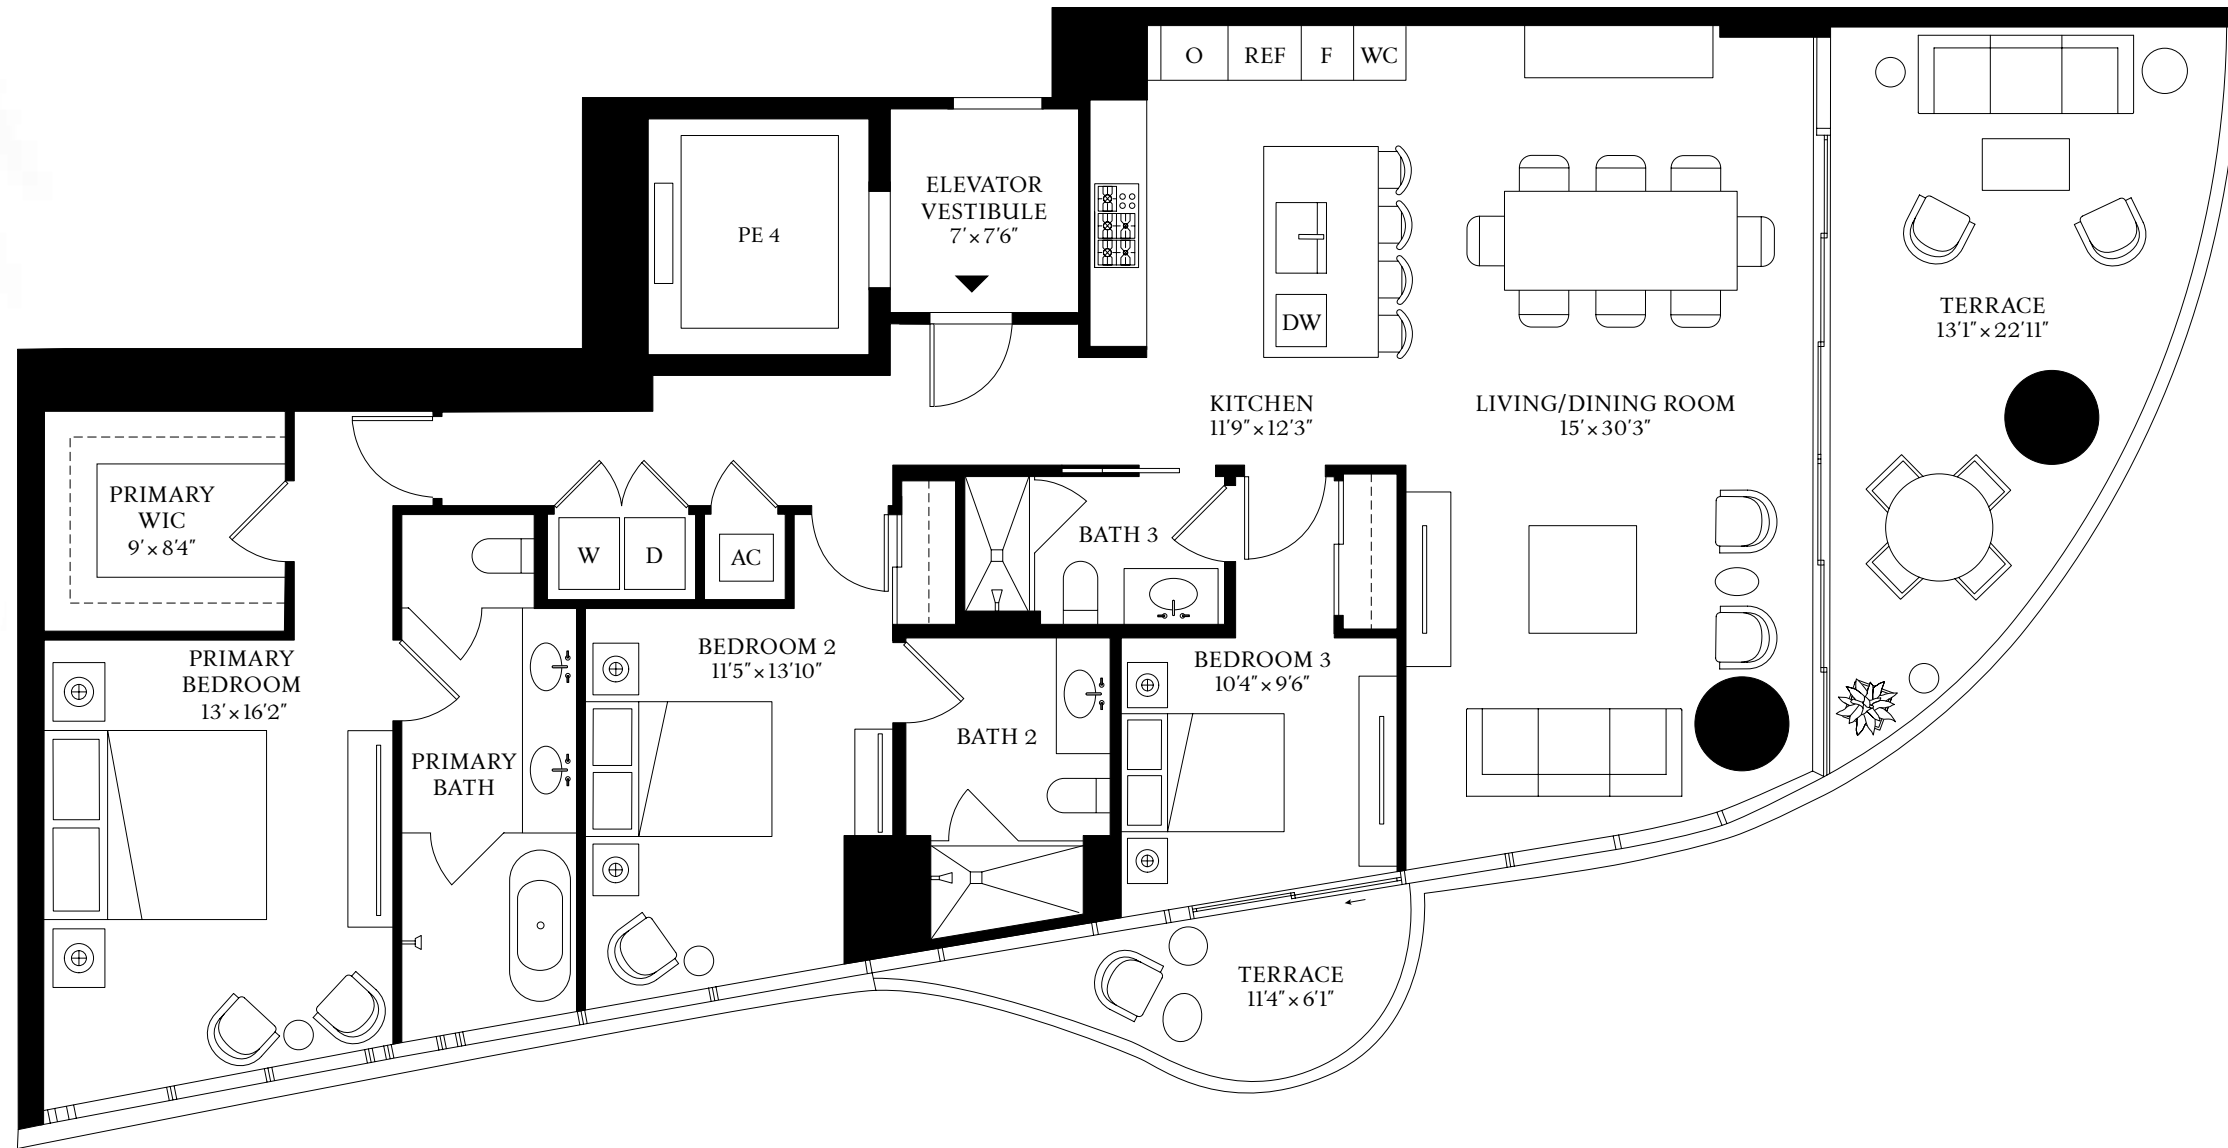 O
REF
F
WC
ELEVATOR
VESTIBULE
7'×7'6"
PE 4
DW
TERRACE
13'1"×22'11"
KITCHEN
11'9"×12'3"
LIVING/DINING ROOM
15'×30'3"
PRIMARY
WIC
9'×8'4"
W
D
AC
BATH 3
PRIMARY
BEDROOM
13'×16'2"
BEDROOM 2
11'5"×13'10"
BEDROOM 3
10'4"×9'6"
BATH 2
PRIMARY
BATH
TERRACE
11'4"×6'1"